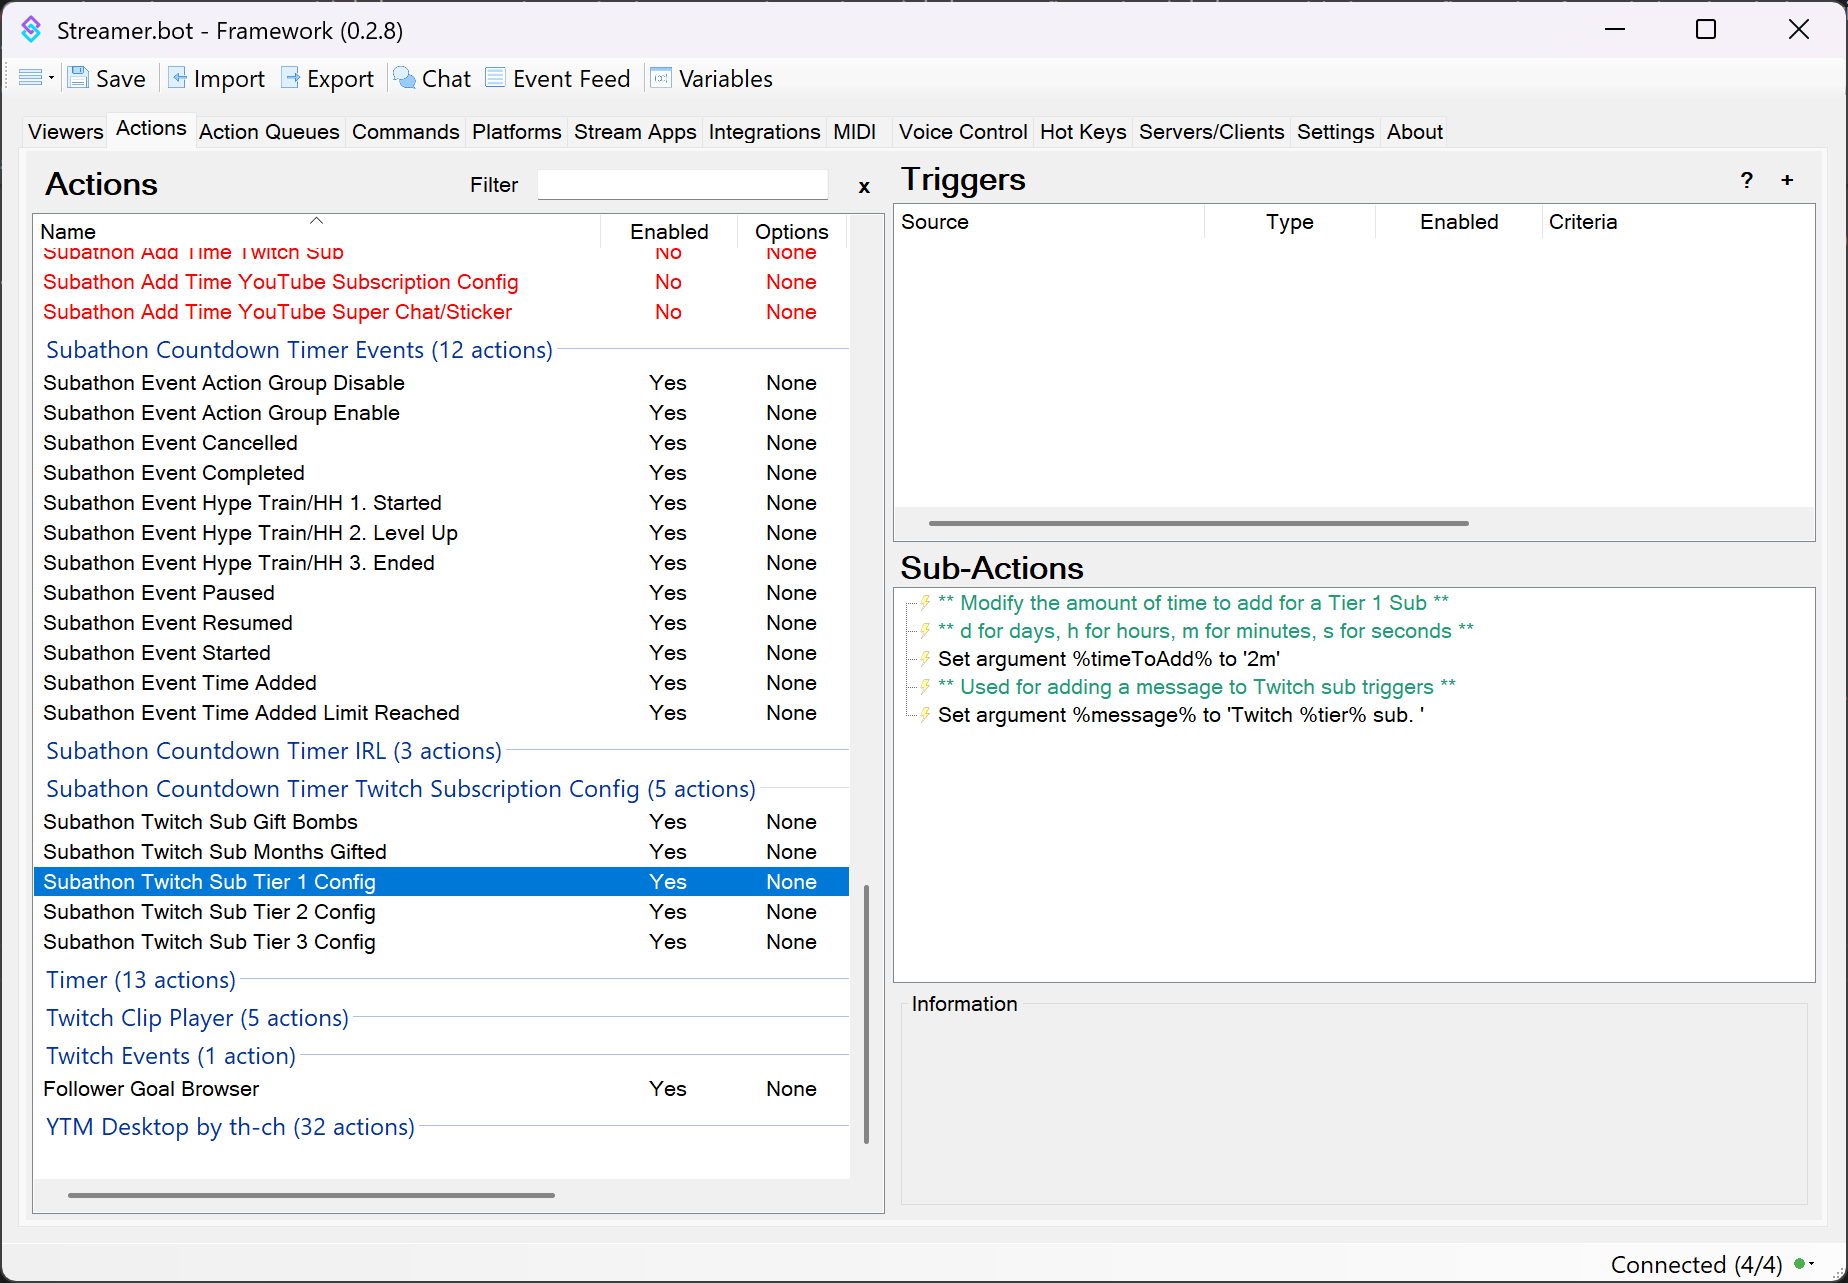 Streamer.bot - Framework (0.2.8)
Save Import Export Chat Event Feed Variables
Viewers Actions Action Queues Commands Platforms Stream Apps Integrations MIDI Voice Control Hot Keys Servers/Clients Settings About
Actions Filter x
Name Enabled Options
Subathon Add Time Twitch Sub No None
Subathon Add Time YouTube Subscription Config No None
Subathon Add Time YouTube Super Chat/Sticker No None
Subathon Countdown Timer Events (12 actions)
Subathon Event Action Group Disable Yes None
Subathon Event Action Group Enable Yes None
Subathon Event Cancelled Yes None
Subathon Event Completed Yes None
Subathon Event Hype Train/HH 1. Started Yes None
Subathon Event Hype Train/HH 2. Level Up Yes None
Subathon Event Hype Train/HH 3. Ended Yes None
Subathon Event Paused Yes None
Subathon Event Resumed Yes None
Subathon Event Started Yes None
Subathon Event Time Added Yes None
Subathon Event Time Added Limit Reached Yes None
Subathon Countdown Timer IRL (3 actions)
Subathon Countdown Timer Twitch Subscription Config (5 actions)
Subathon Twitch Sub Gift Bombs Yes None
Subathon Twitch Sub Months Gifted Yes None
Subathon Twitch Sub Tier 1 Config Yes None
Subathon Twitch Sub Tier 2 Config Yes None
Subathon Twitch Sub Tier 3 Config Yes None
Timer (13 actions)
Twitch Clip Player (5 actions)
Twitch Events (1 action)
Follower Goal Browser Yes None
YTM Desktop by th-ch (32 actions)
Triggers ? +
Source Type Enabled Criteria
Sub-Actions
** Modify the amount of time to add for a Tier 1 Sub **
** d for days, h for hours, m for minutes, s for seconds **
Set argument %timeToAdd% to '2m'
** Used for adding a message to Twitch sub triggers **
Set argument %message% to 'Twitch %tier% sub. '
Information
Connected (4/4)